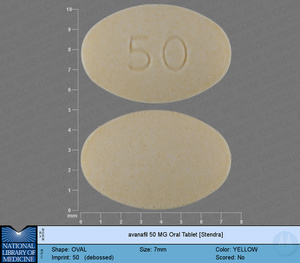 10
9
8
7
6
5
4
3
2
1
0
mm
50
0 1 2 3 4 5 6 7 8
avanafil 50 MG Oral Tablet [Stendra]
NATIONAL
LIBRARY OF
MEDICINE
Shape: OVAL Size: 7mm Color: YELLOW
Imprint: 50 (debossed) Scored: No